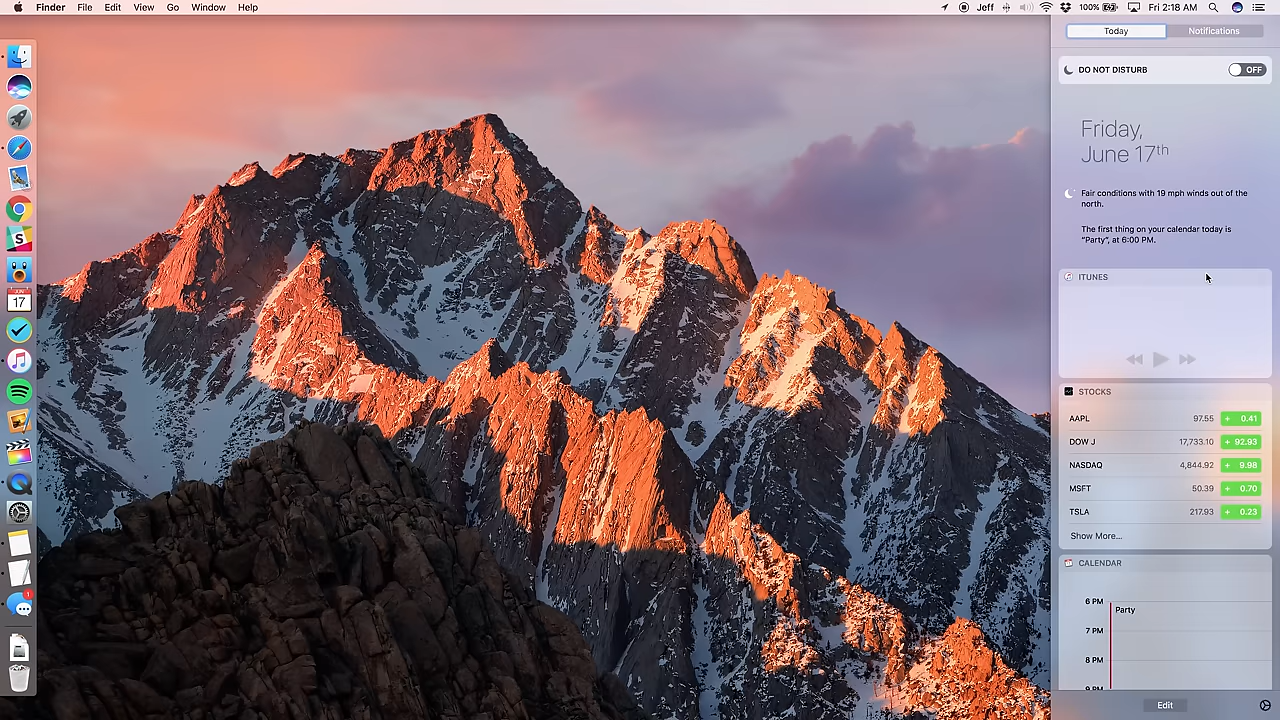 Finder File Edit View Go Window Help Jeff 100% Fri 2:18 AM
Today Notifications
DO NOT DISTURB OFF
Friday,
June 17th
Fair conditions with 19 mph winds out of the
north.
The first thing on your calendar today is
“Party”, at 6:00 PM.
ITUNES
STOCKS
AAPL 97.55 + 0.41
DOW J 17,733.10 + 92.93
NASDAQ 4,844.92 + 9.98
MSFT 50.39 + 0.70
TSLA 217.93 + 0.23
Show More...
CALENDAR
6 PM
Party
7 PM
8 PM
9 PM
Edit
S
JUN
17
1